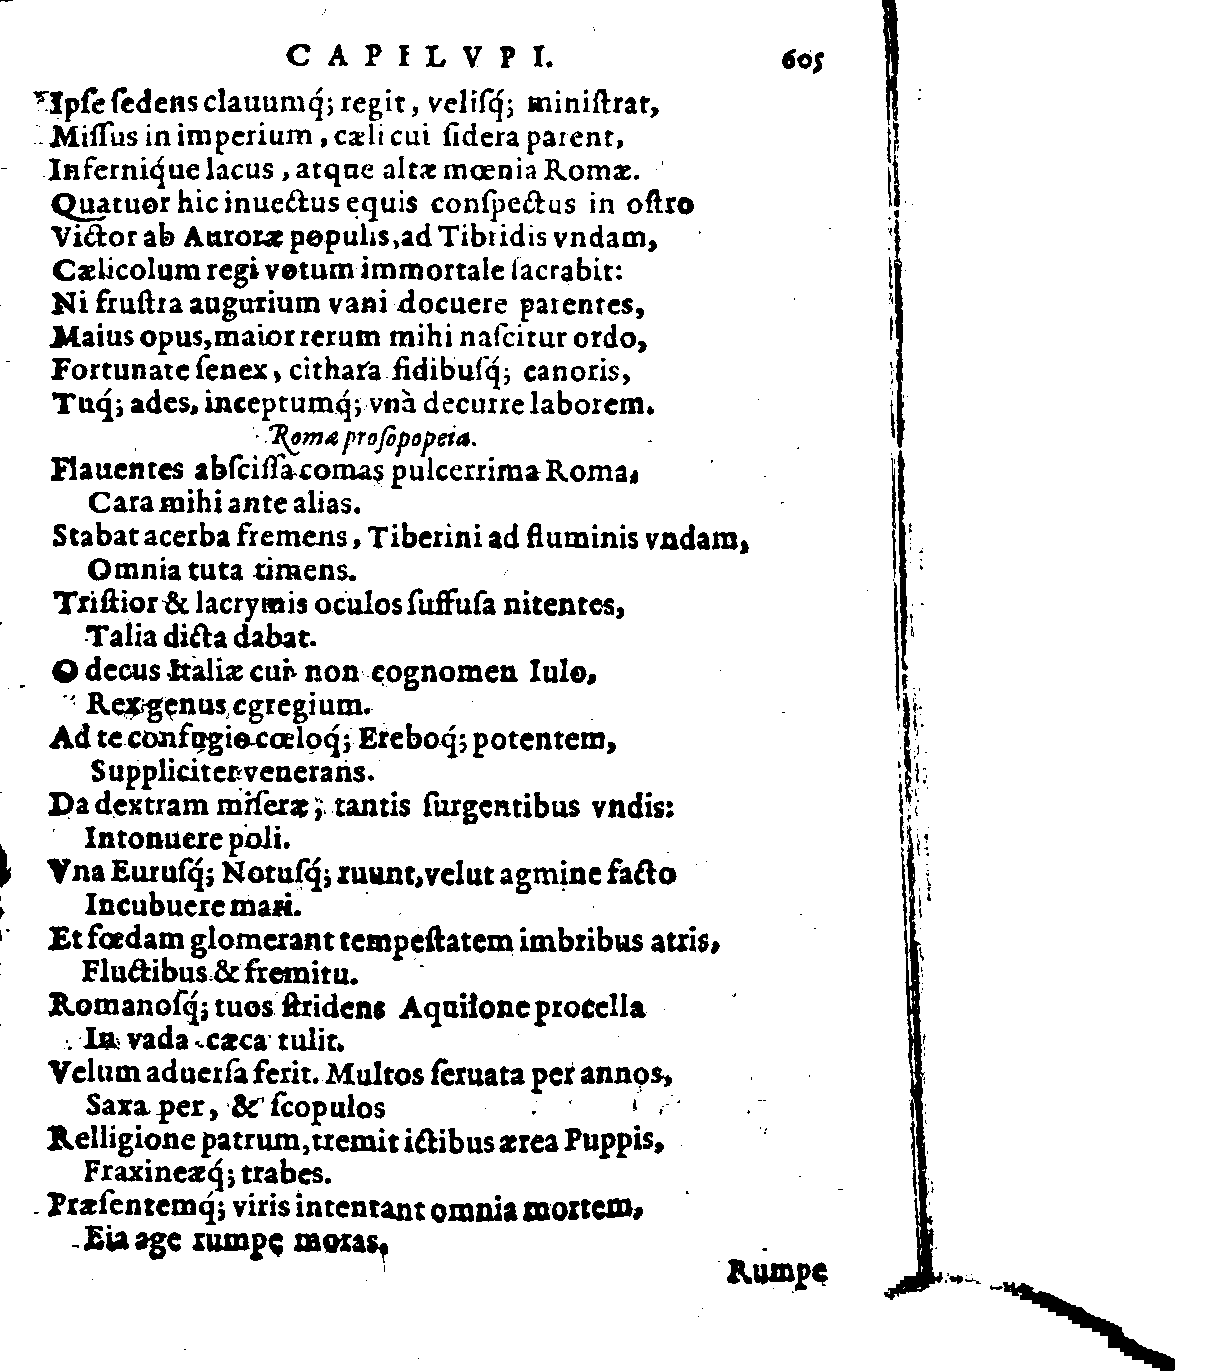 CAPILVPI. 605
Ipſe ſedens clauumq́; regit, veliſq́; miniſtrat,
Miſſus in imperium, cæli cui ſidera parent,
Inferniq́ue lacus, atque altæ mœnia Romæ.
Quatuor hic inuectus equis conſpectus in oſtro
Victor ab Auroræ populis, ad Tibridis vndam,
Cælicolum regi votum immortale ſacrabit:
Ni fruſtra augurium vani docuere parentes,
Maius opus, maior rerum mihi naſcitur ordo,
Fortunate ſenex, cithara fidibuſq́; canoris,
Tuq́; ades, inceptumq́; vnà decurre laborem.
Romæ proſopopeia.
Flauentes abſciſſa comas pulcerrima Roma,
Cara mihi ante alias.
Stabat acerba fremens, Tiberini ad fluminis vndam,
Omnia tuta timens.
Triſtior & lacrymis oculos ſuffuſa nitentes,
Talia dicta dabat.
O decus Italiæ cui non cognomen Iulo,
Rex genus egregium.
Ad te confugio cœloq́; Ereboq́; potentem,
Suppliciter venerans.
Da dextram miſeræ; tantis ſurgentibus vndis:
Intonuere poli.
Vna Euruſq́; Notuſq́; ruunt, velut agmine facto
Incubuere mari.
Et fœdam glomerant tempeſtatem imbribus atris,
Fluctibus & fremitu.
Romanoſq́; tuos ſtridens Aquilone procella
In vada cæca tulit.
Velum aduerſa ferit. Multos ſeruata per annos,
Saxa per, & ſcopulos
Relligione patrum, tremit ictibus ærea Puppis,
Fraxineæq́; trabes.
Præſentemq́; viris intentant omnia mortem,
Eia age rumpe moras,
Rumpe